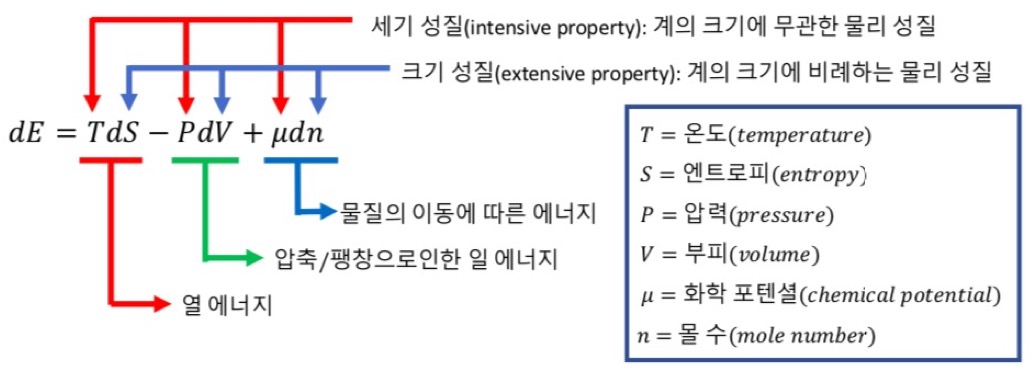 세기 성질(intensive property): 계의 크기에 무관한 물리 성질
크기 성질(extensive property): 계의 크기에 비례하는 물리 성질
dE = TdS − PdV + μdn
물질의 이동에 따른 에너지
압축/팽창으로인한 일 에너지
열 에너지
T = 온도(temperature)
S = 엔트로피(entropy)
P = 압력(pressure)
V = 부피(volume)
μ = 화학 포텐셜(chemical potential)
n = 몰 수(mole number)